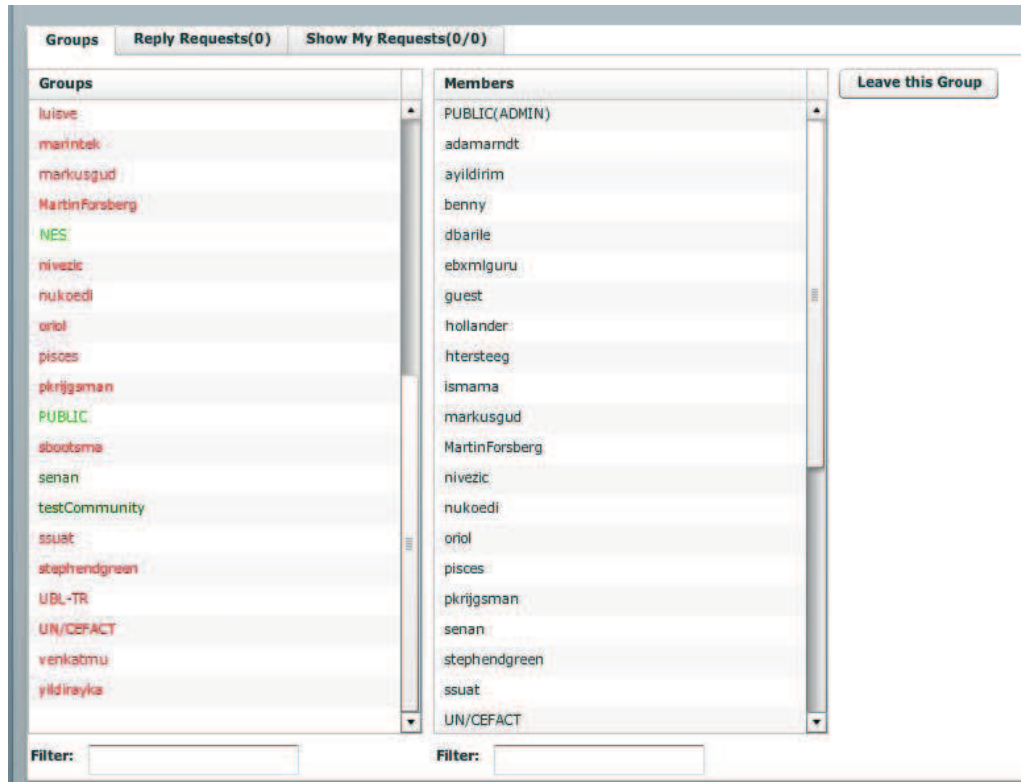 Groups
Reply Requests(0)
Show My Requests(0/0)
Groups
luisve
marintek
markusgud
MartinForsberg
NES
nivezic
nukoedi
oriol
pisces
pkrijgsman
PUBLIC
sbootsma
senan
testCommunity
ssuat
stephendgreen
UBL-TR
UN/CEFACT
venkatmu
yildirayka
Filter:
Members
PUBLIC(ADMIN)
adamarndt
ayildirim
benny
dbarile
ebxmlguru
guest
hollander
htersteeg
ismama
markusgud
MartinForsberg
nivezic
nukoedi
oriol
pisces
pkrijgsman
senan
stephendgreen
ssuat
UN/CEFACT
Filter:
Leave this Group